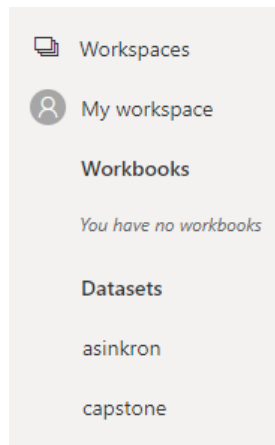 Workspaces
My workspace
Workbooks
You have no workbooks
Datasets
asinkron
capstone